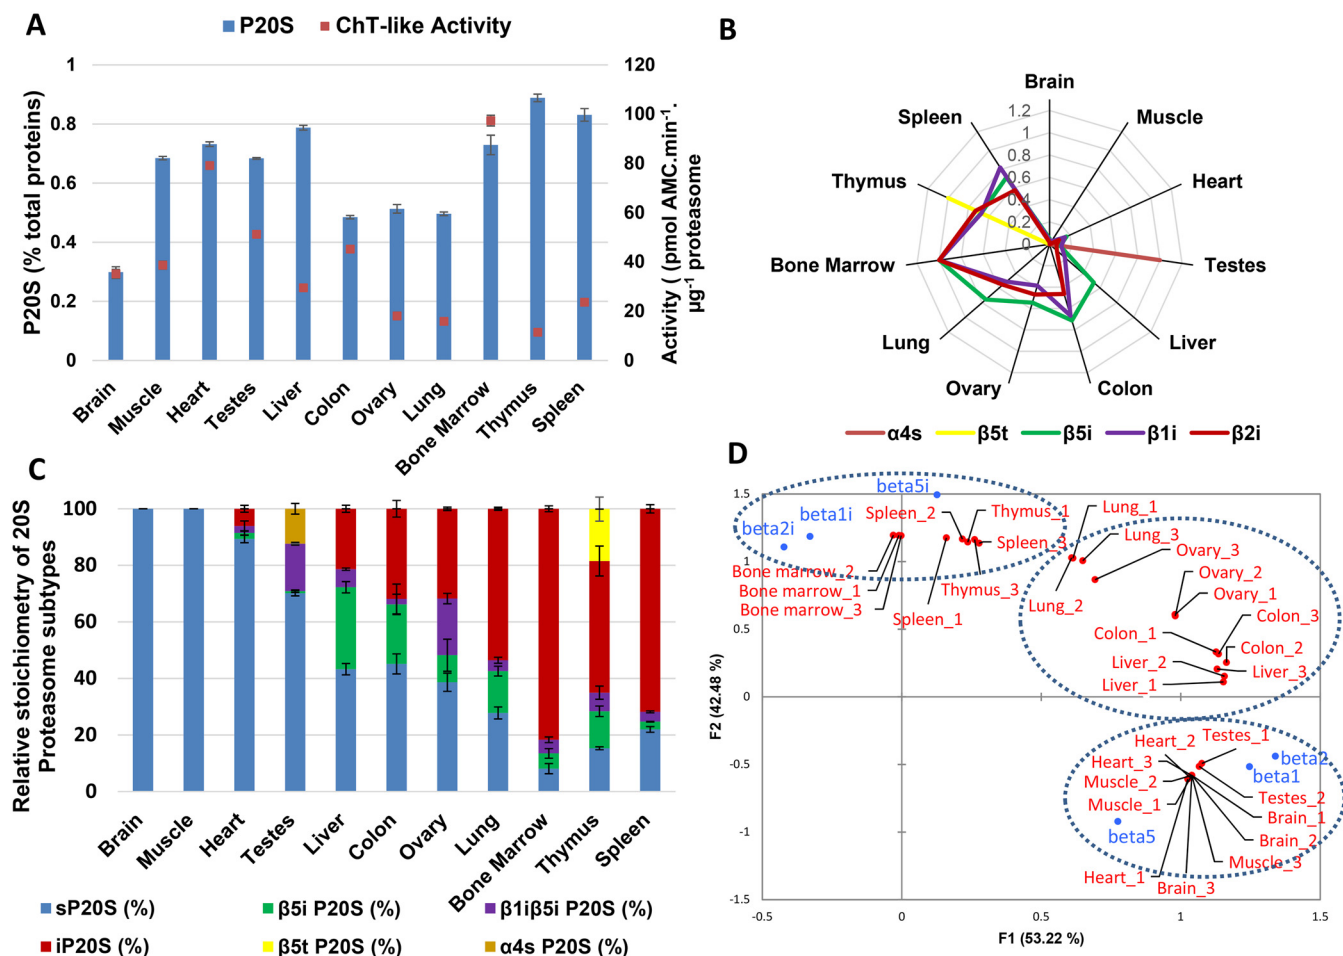 A
P20S
ChT-like Activity
P20S (% total proteins)
1
0.8
0.6
0.4
0.2
0
120
100
80
60
40
20
0
Activity ( (pmol AMC.min-1.
µg-1 proteasome
Brain
Muscle
Heart
Testes
Liver
Colon
Ovary
Lung
Bone Marrow
Thymus
Spleen
B
Brain
Muscle
Heart
Testes
Liver
Colon
Ovary
Lung
Bone Marrow
Thymus
Spleen
1.2
1
0.8
0.6
0.4
0.2
0
α4s
β5t
β5i
β1i
β2i
C
Relative stoichiometry of 20S
Proteasome subtypes
100
80
60
40
20
0
Brain
Muscle
Heart
Testes
Liver
Colon
Ovary
Lung
Bone Marrow
Thymus
Spleen
sP20S (%)
β5i P20S (%)
β1iβ5i P20S (%)
iP20S (%)
β5t P20S (%)
α4s P20S (%)
D
F2 (42.48 %)
1.5
1
0.5
0
-0.5
-1
-1.5
-0.5
0
0.5
1
1.5
F1 (53.22 %)
beta5i
beta1i
beta2i
Spleen_2
Thymus_1
Spleen_3
Bone marrow_2
Bone marrow_1
Bone marrow_3
Thymus_3
Spleen_1
Lung_1
Lung_3
Ovary_3
Lung_2
Ovary_2
Ovary_1
Colon_3
Colon_1
Colon_2
Liver_2
Liver_3
Liver_1
Heart_2
Testes_1
Heart_3
beta2
Muscle_2
beta1
Muscle_1
Testes_2
Brain_1
beta5
Brain_2
Muscle_3
Heart_1
Brain_3